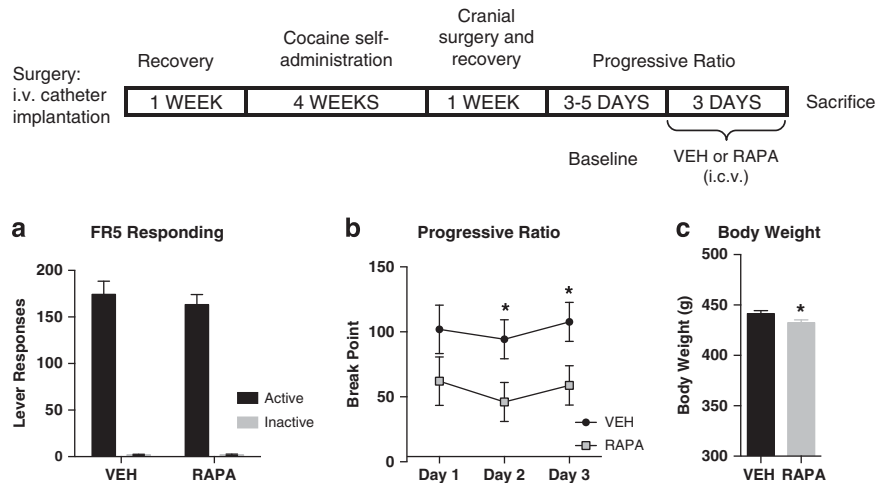 Surgery:
i.v. catheter
implantation
Recovery
Cocaine self-
administration
Cranial
surgery and
recovery
Progressive Ratio
1 WEEK
4 WEEKS
1 WEEK
3-5 DAYS
3 DAYS
Sacrifice
Baseline
VEH or RAPA
(i.c.v.)
a
FR5 Responding
Lever Responses
200
150
100
50
0
Active
Inactive
VEH
RAPA
b
Progressive Ratio
Break Point
150
100
50
0
*
*
VEH
RAPA
Day 1
Day 2
Day 3
c
Body Weight
Body Weight (g)
500
450
400
350
300
*
VEH
RAPA